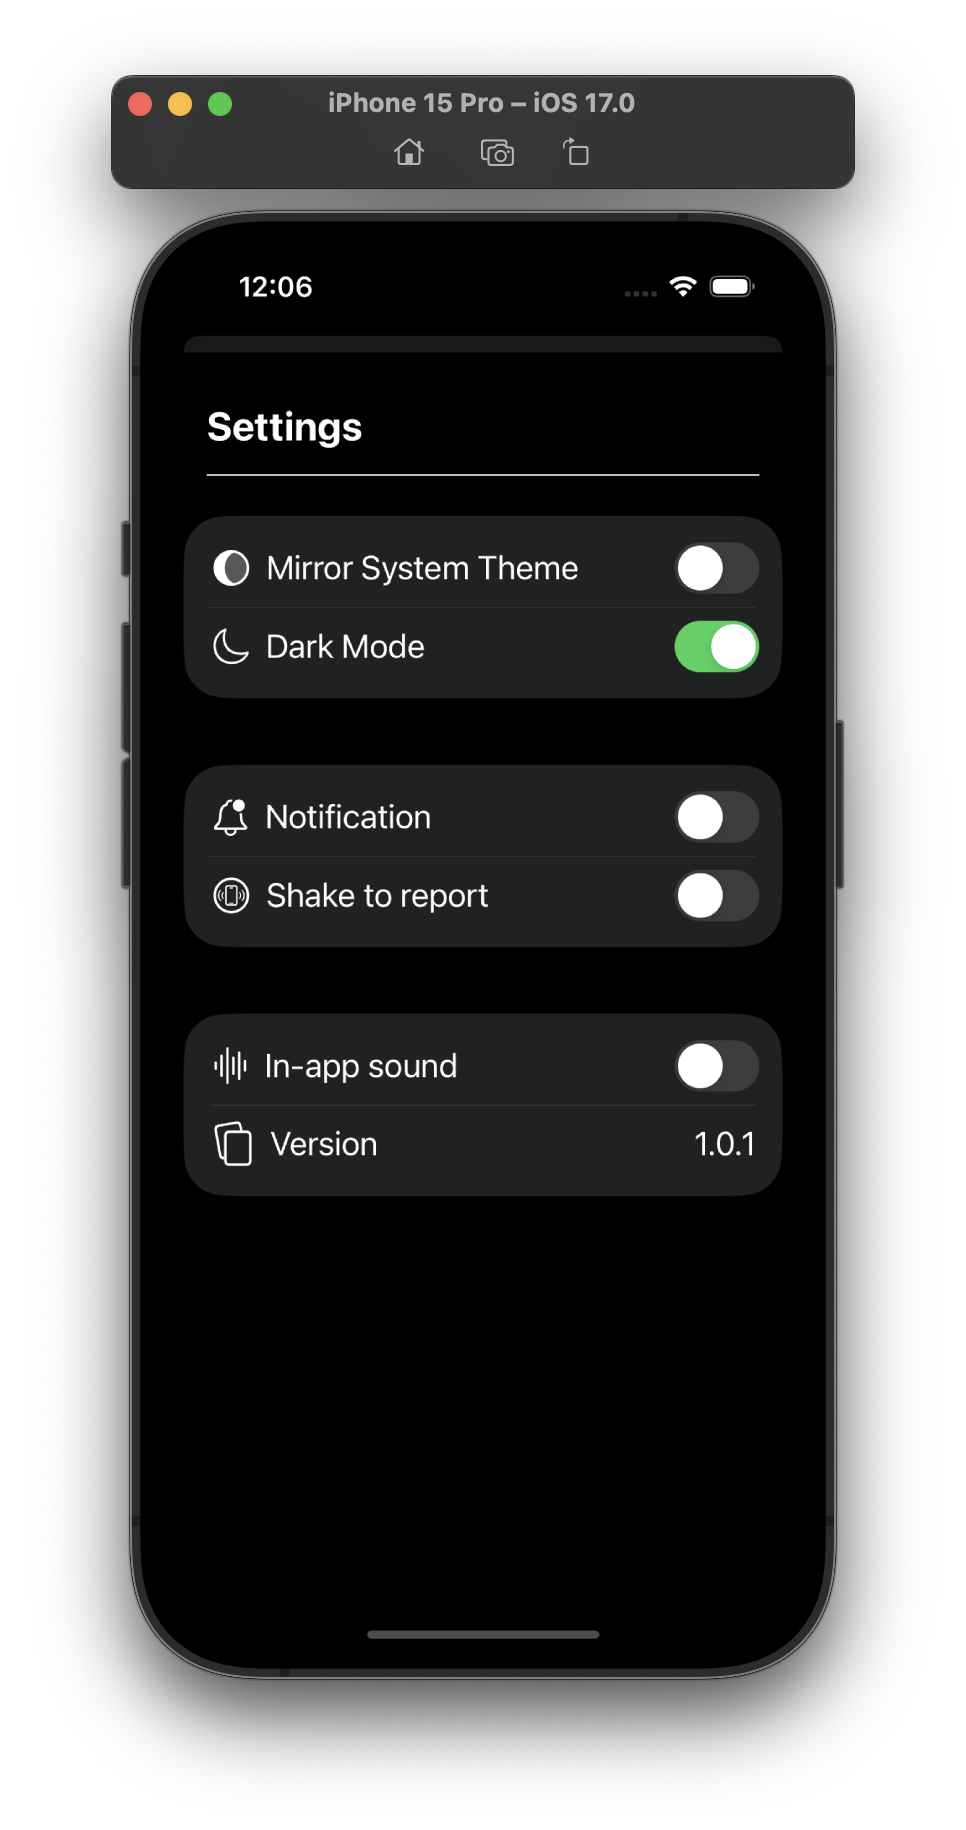 iPhone 15 Pro – iOS 17.0
12:06
Settings
Mirror System Theme
Dark Mode
Notification
Shake to report
In-app sound
Version 1.0.1